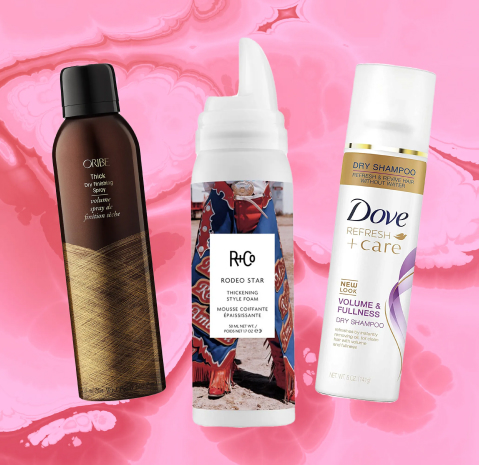 ORIBE
Thick
Dry Finishing
Spray
volume
spray de
finition sèche
R+Co
RODEO STAR
THICKENING
STYLE FOAM
MOUSSE COIFFANTE
ÉPAISSISSANTE
DRY SHAMPOO
REFRESH & REVIVE HAIR
WITHOUT WATER
Dove
REFRESH
+ care
NEW
LOOK
VOLUME &
FULLNESS
DRY SHAMPOO